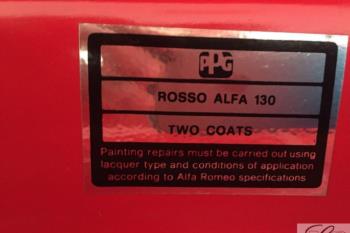 PPG
ROSSO ALFA 130
TWO COATS
Painting repairs must be carried out using
lacquer type and conditions of application
according to Alfa Romeo specifications